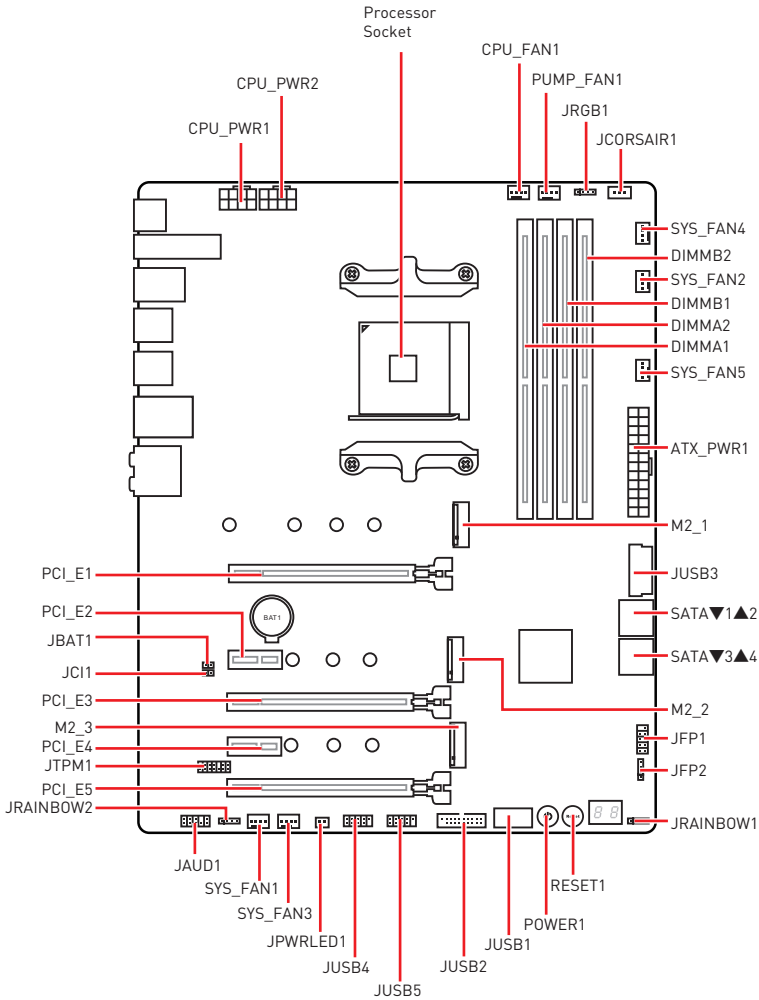 Processor
Socket
CPU_FAN1
PUMP_FAN1
CPU_PWR2
JRGB1
CPU_PWR1
JCORSAIR1
SYS_FAN4
DIMMB2
SYS_FAN2
DIMMB1
DIMMA2
DIMMA1
SYS_FAN5
ATX_PWR1
M2_1
PCI_E1
JUSB3
PCI_E2
BAT1
SATA▼1▲2
JBAT1
JCI1
SATA▼3▲4
PCI_E3
M2_2
M2_3
PCI_E4
JFP1
JTPM1
JFP2
PCI_E5
JRAINBOW2
8 8
JRAINBOW1
JAUD1
SYS_FAN1
RESET1
SYS_FAN3
POWER1
JPWRLED1
JUSB1
JUSB4
JUSB2
JUSB5